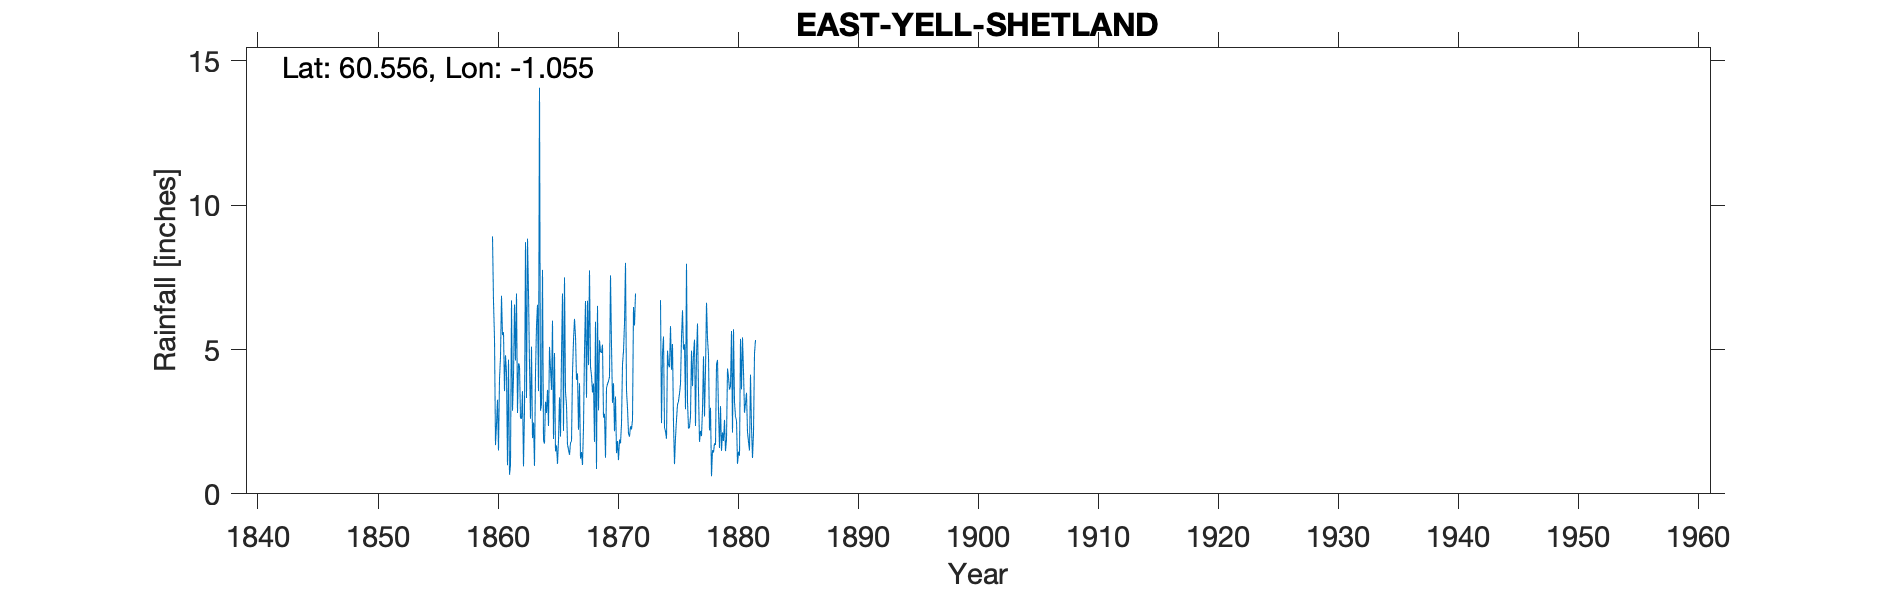 EAST-YELL-SHETLAND
Lat: 60.556, Lon: -1.055
15
10
5
0
Rainfall [inches]
1840 1850 1860 1870 1880 1890 1900 1910 1920 1930 1940 1950 1960
Year